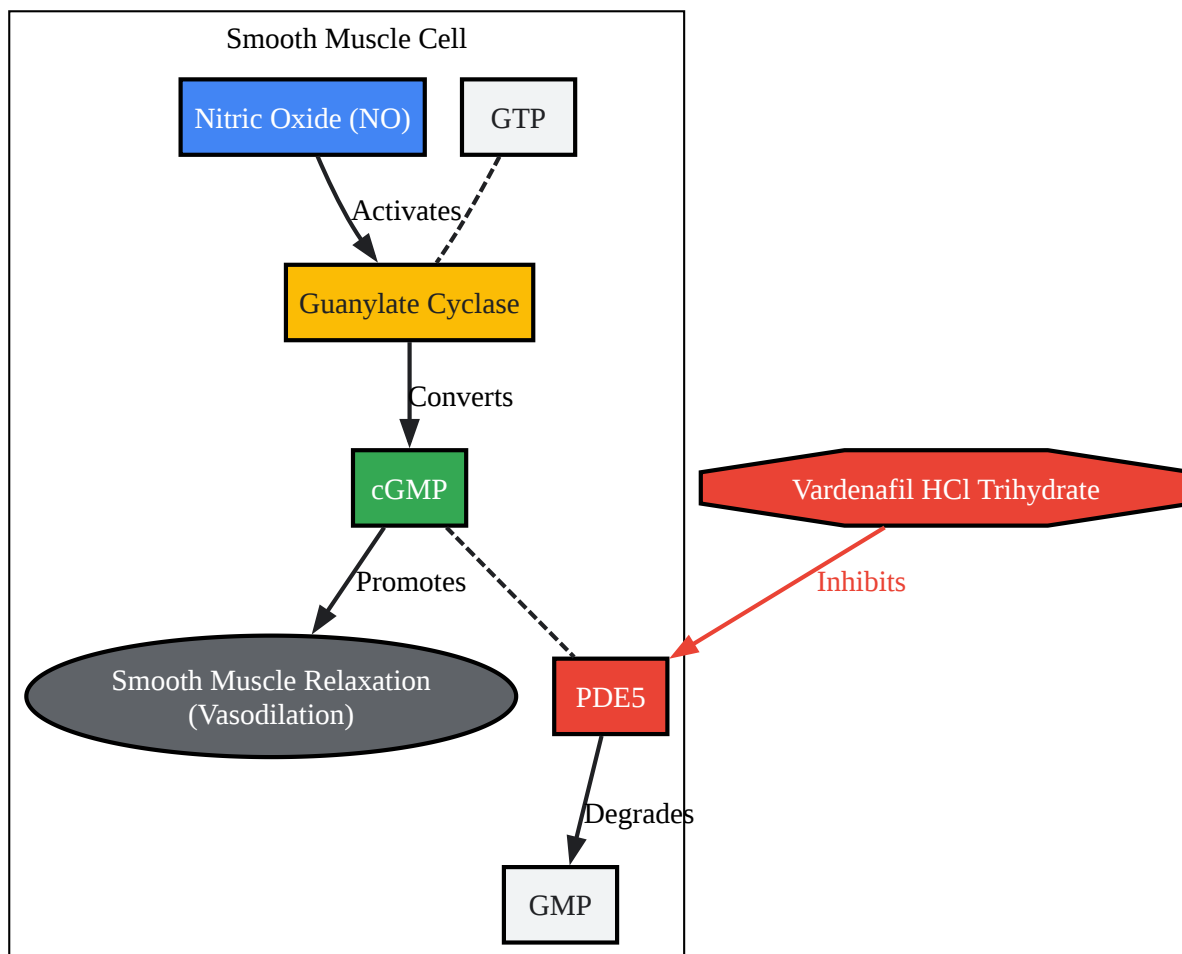 Smooth Muscle Cell
Nitric Oxide (NO)
GTP
Activates
Guanylate Cyclase
Converts
cGMP
Vardenafil HCl Trihydrate
Promotes
Inhibits
Smooth Muscle Relaxation
(Vasodilation)
PDE5
Degrades
GMP